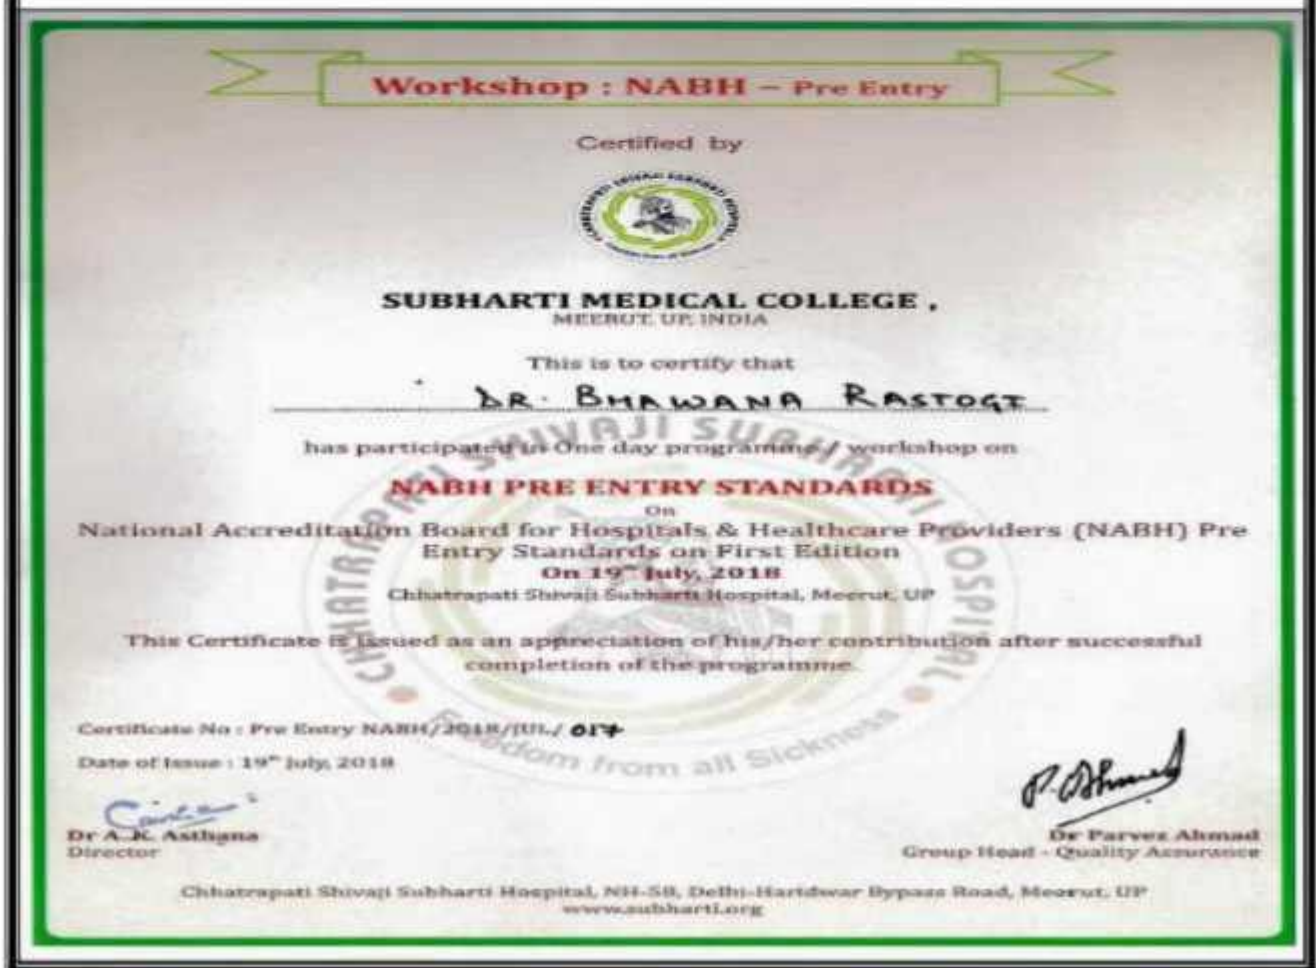 Workshop : NABH – Pre Entry
Certified by
SUBHARTI MEDICAL COLLEGE ,
MEERUT, UP, INDIA
This is to certify that
DR. BHAWANA RASTOGI
has participated in One day programme / workshop on
NABH PRE ENTRY STANDARDS
On
National Accreditation Board for Hospitals & Healthcare Providers (NABH) Pre
Entry Standards on First Edition
On 19th July, 2018
Chhatrapati Shivaji Subharti Hospital, Meerut, UP
This Certificate is issued as an appreciation of his/her contribution after successful
completion of the programme.
CHHATRAPATI SHIVAJI SUBHARTI HOSPITAL
Freedom from all Sickness
Certificate No : Pre Entry NABH/2018/JUL/ 017
Date of Issue : 19th July, 2018
P. Ahmad
Dr A. K. Asthana
Director
Dr Parvez Ahmad
Group Head - Quality Assurance
Chhatrapati Shivaji Subharti Hospital, NH-58, Delhi-Haridwar Bypass Road, Meerut, UP
www.subharti.org